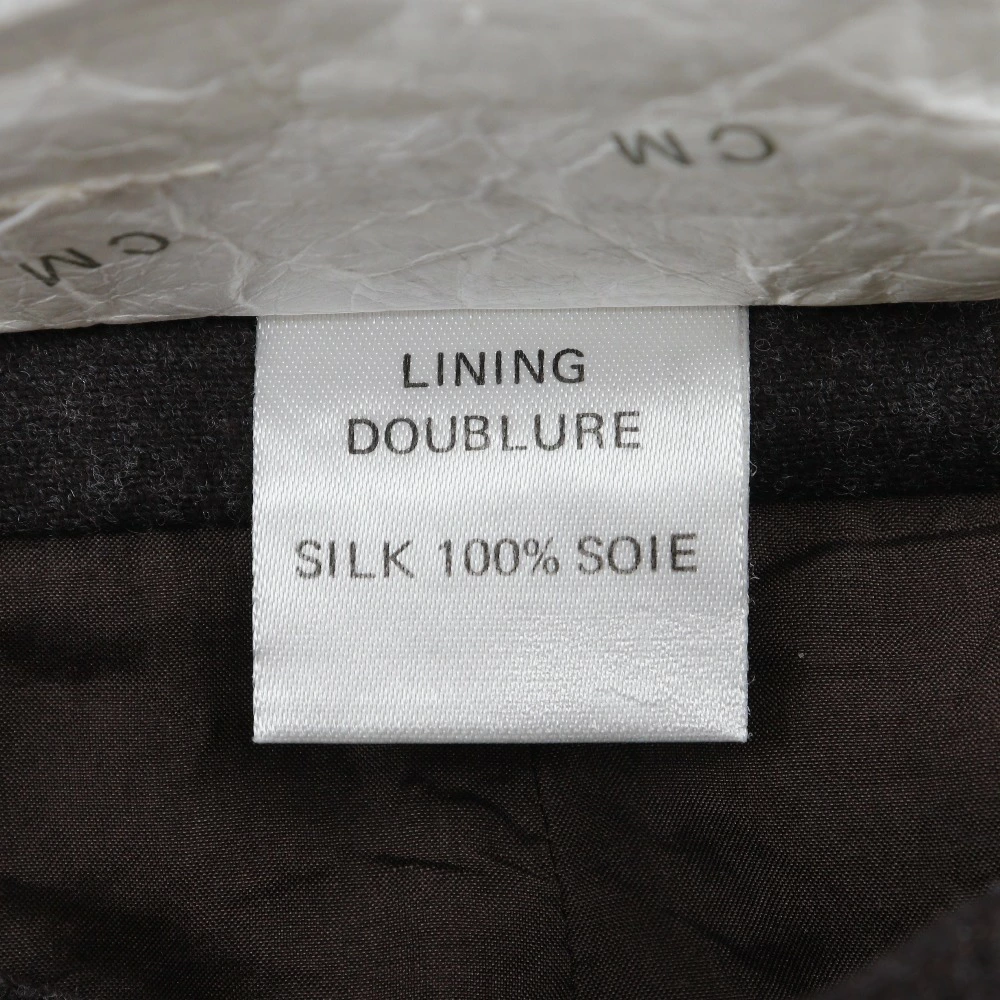 CM
CM
LINING
DOUBLURE
SILK 100% SOIE